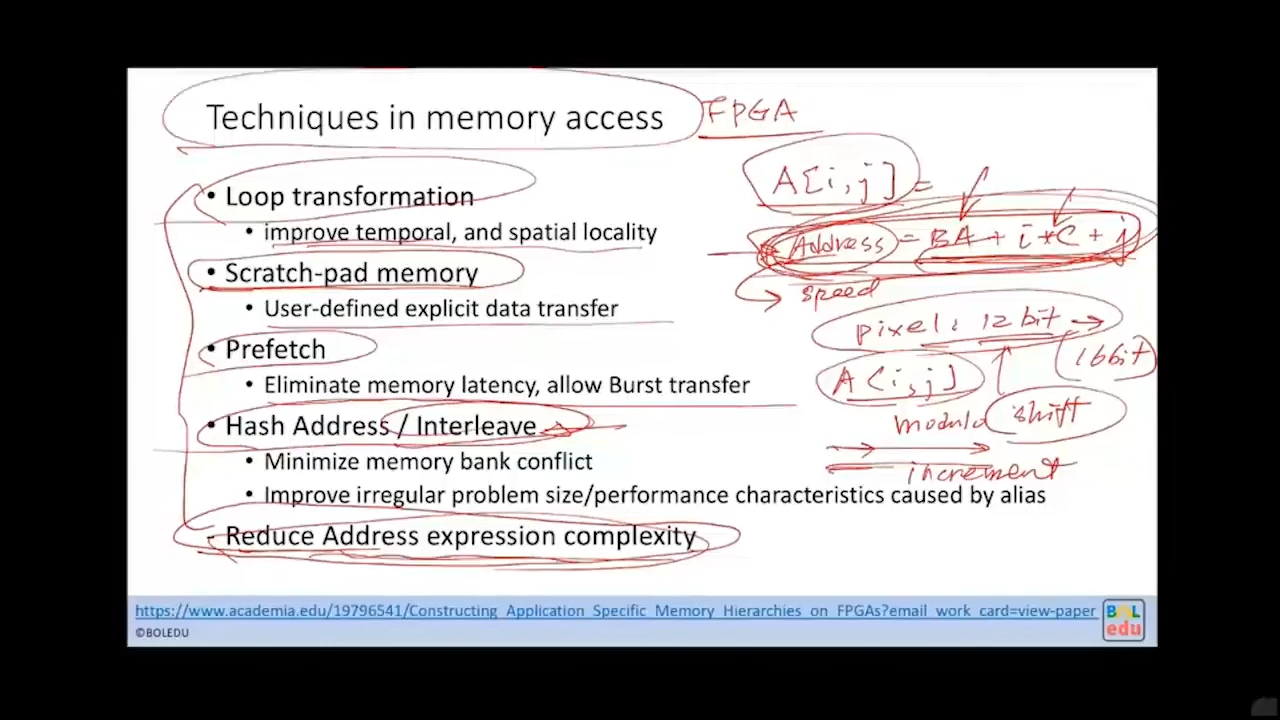 Techniques in memory access FPGA
A[i,j] =
• Loop transformation
• improve temporal, and spatial locality
Address = BA + i*C + j
• Scratch-pad memory
speed
• User-defined explicit data transfer
pixel: 12 bit →
• Prefetch
(16bit)
• Eliminate memory latency, allow Burst transfer
A[i,j]
• Hash Address / Interleave
modulo shift
• Minimize memory bank conflict
increment
• Improve irregular problem size/performance characteristics caused by alias
- Reduce Address expression complexity
https://www.academia.edu/19796541/Constructing_Application_Specific_Memory_Hierarchies_on_FPGAs?email_work_card=view-paper
©BOLEDU
BOL
edu